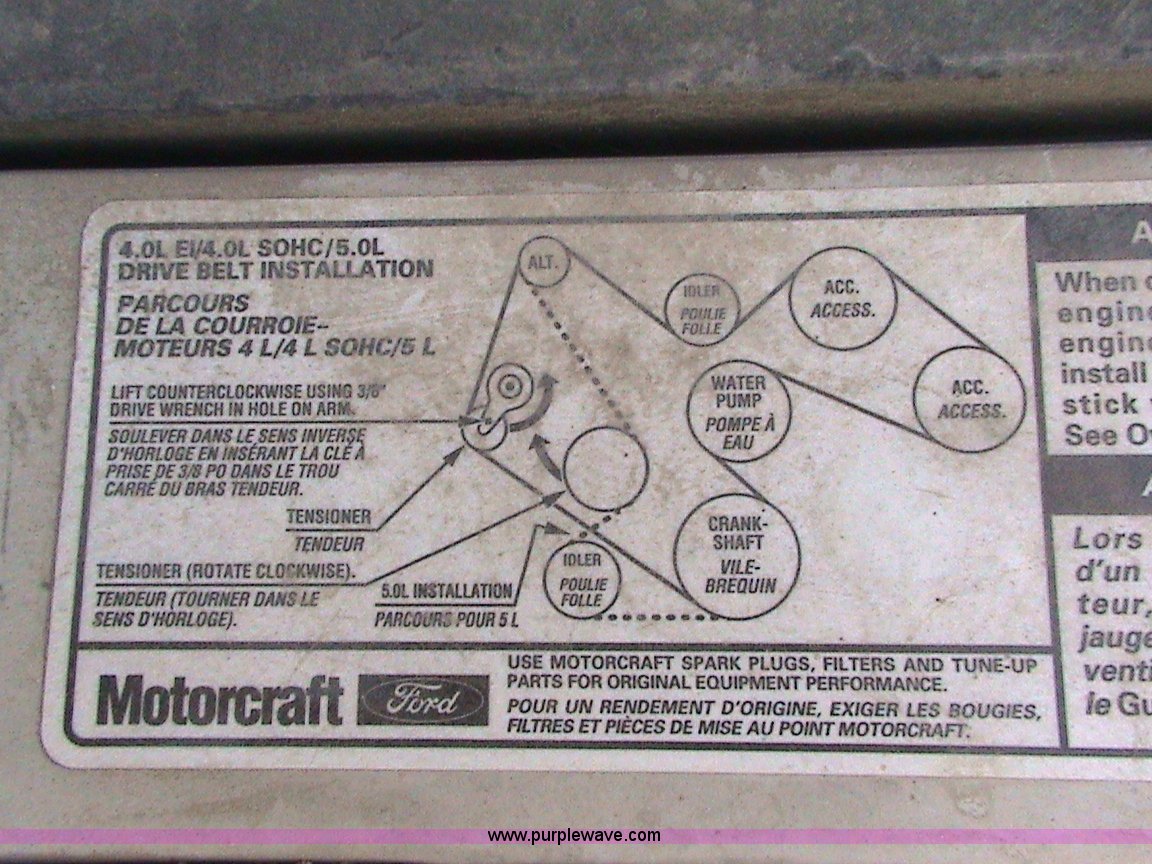 4.0L EI/4.0L SOHC/5.0L
DRIVE BELT INSTALLATION
PARCOURS
DE LA COURROIE-
MOTEURS 4 L/4 L SOHC/5 L
LIFT COUNTERCLOCKWISE USING 3/8"
DRIVE WRENCH IN HOLE ON ARM.
SOULEVER DANS LE SENS INVERSE
D'HORLOGE EN INSÉRANT LA CLÉ À
PRISE DE 3/8 PO DANS LE TROU
CARRÉ DU BRAS TENDEUR.
TENSIONER
TENDEUR
TENSIONER (ROTATE CLOCKWISE).
TENDEUR (TOURNER DANS LE
SENS D'HORLOGE).
5.0L INSTALLATION
PARCOURS POUR 5 L
ALT.
IDLER
POULIE
FOLLE
ACC.
ACCESS.
ACC.
ACCESS.
WATER
PUMP
POMPE À
EAU
CRANK-
SHAFT
VILE-
BREQUIN
IDLER
POULIE
FOLLE
Motorcraft
Ford
USE MOTORCRAFT SPARK PLUGS, FILTERS AND TUNE-UP
PARTS FOR ORIGINAL EQUIPMENT PERFORMANCE.
POUR UN RENDEMENT D'ORIGINE, EXIGER LES BOUGIES,
FILTRES ET PIÈCES DE MISE AU POINT MOTORCRAFT.
A
When
engine
engine
install
stick
See
Lors
d'un
teur,
jauge
venti
le Gu
www.purplewave.com